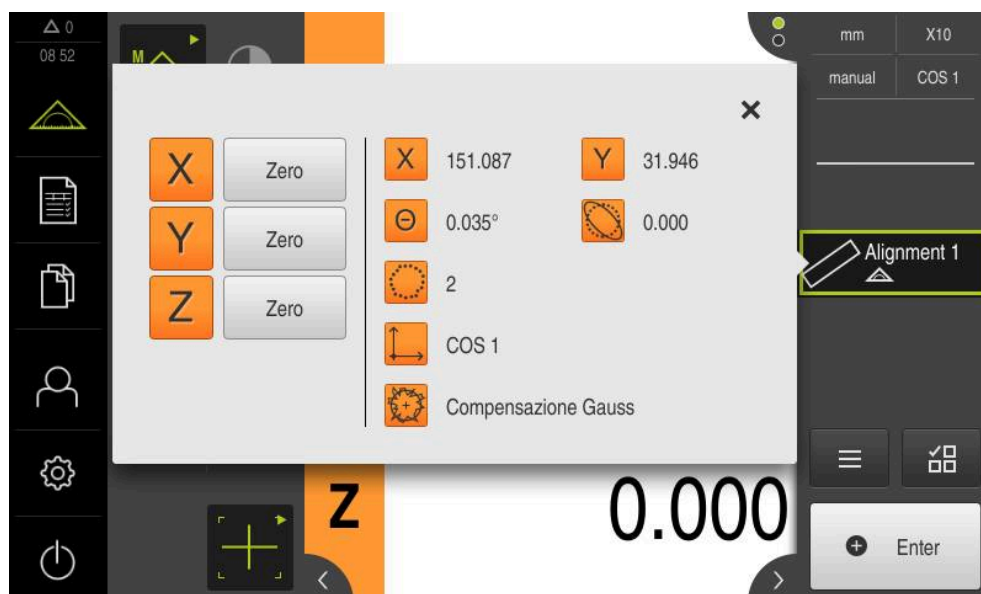 0
08 52
M
mm X10
manual COS 1
X Zero
Y Zero
Z Zero
X 151.087 Y 31.946
Θ 0.035° 0.000
2
COS 1
Compensazione Gauss
Alignment 1
Z 0.000
Enter